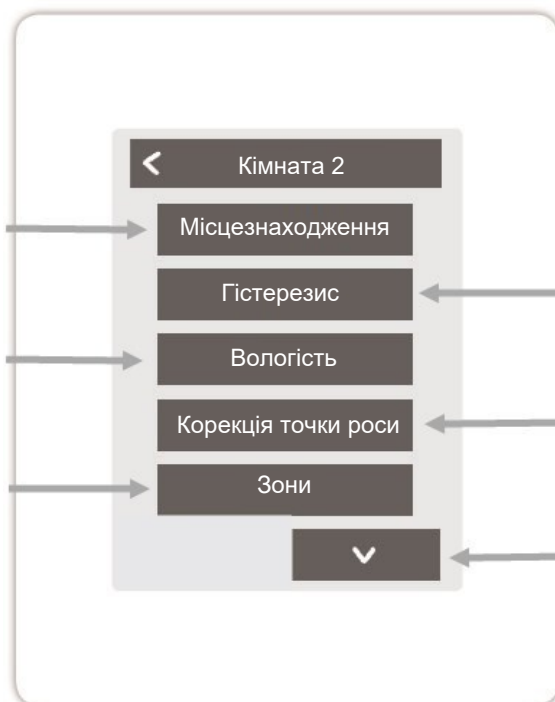 Кімната 2
Місцезнаходження
Гістерезис
Вологість
Корекція точки роси
Зони